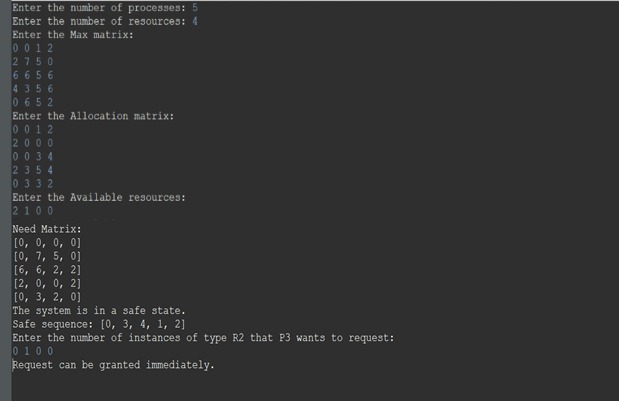 Enter the number of processes: 5
Enter the number of resources: 4
Enter the Max matrix:
0 0 1 2
2 7 5 0
6 6 5 6
4 3 5 6
0 6 5 2
Enter the Allocation matrix:
0 0 1 2
2 0 0 0
0 0 3 4
2 3 5 4
0 3 3 2
Enter the Available resources:
2 1 0 0
Need Matrix:
[0, 0, 0, 0]
[0, 7, 5, 0]
[6, 6, 2, 2]
[2, 0, 0, 2]
[0, 3, 2, 0]
The system is in a safe state.
Safe sequence: [0, 3, 4, 1, 2]
Enter the number of instances of type R2 that P3 wants to request:
0 1 0 0
Request can be granted immediately.